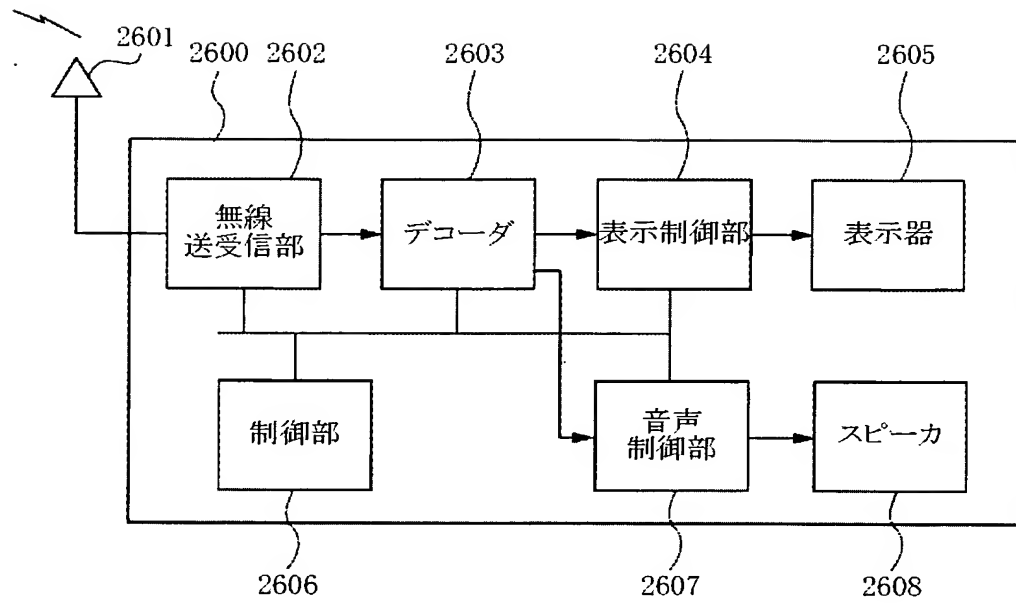 2601
2600
2602
2603
2604
2605
無線
送受信部
デコーダ
表示制御部
表示器
制御部
音声
制御部
スピーカ
2606
2607
2608